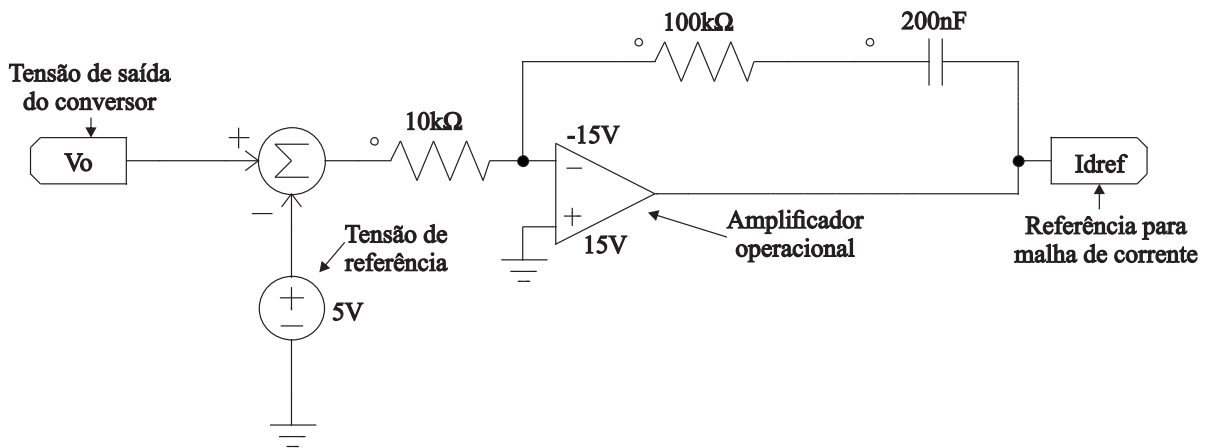 100kΩ
200nF
Tensão de saída
do conversor
10kΩ
+
-15V
Vo
Σ
−
Idref
−
+
15V
Amplificador
operacional
Referência para
malha de corrente
Tensão de
referência
+
−
5V